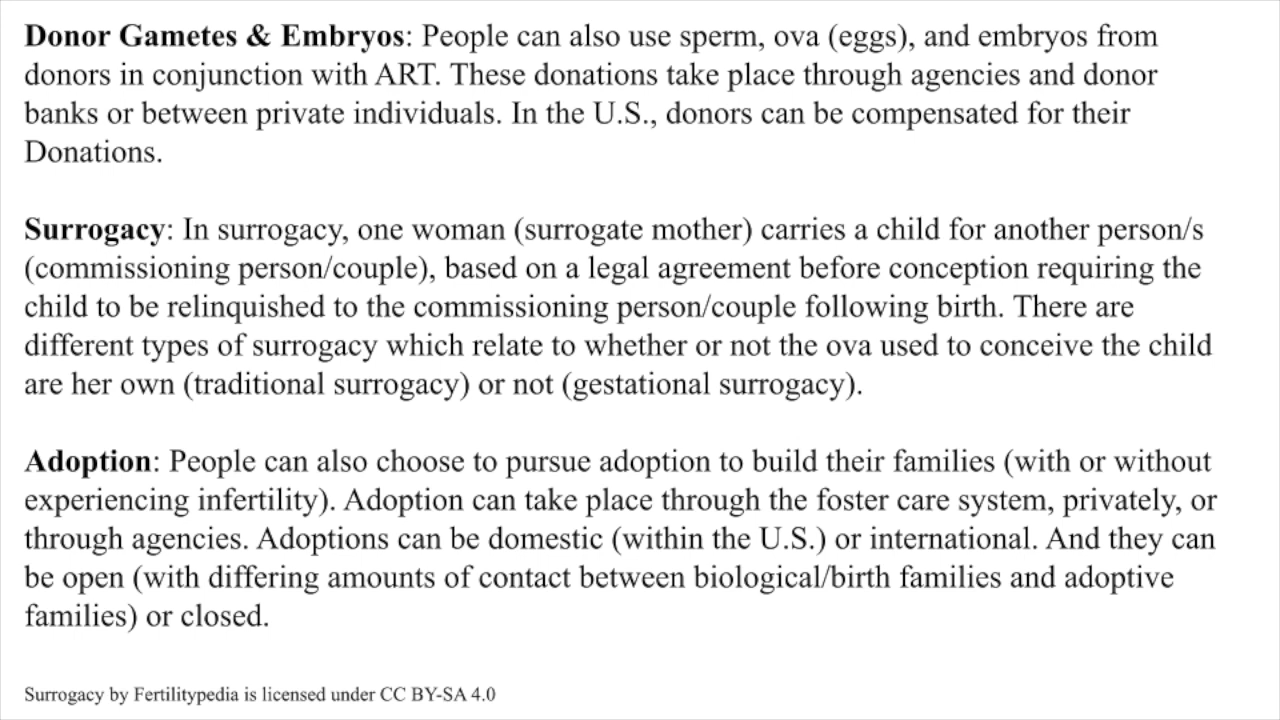 Donor Gametes & Embryos: People can also use sperm, ova (eggs), and embryos from
donors in conjunction with ART. These donations take place through agencies and donor
banks or between private individuals. In the U.S., donors can be compensated for their
Donations.
Surrogacy: In surrogacy, one woman (surrogate mother) carries a child for another person/s
(commissioning person/couple), based on a legal agreement before conception requiring the
child to be relinquished to the commissioning person/couple following birth. There are
different types of surrogacy which relate to whether or not the ova used to conceive the child
are her own (traditional surrogacy) or not (gestational surrogacy).
Adoption: People can also choose to pursue adoption to build their families (with or without
experiencing infertility). Adoption can take place through the foster care system, privately, or
through agencies. Adoptions can be domestic (within the U.S.) or international. And they can
be open (with differing amounts of contact between biological/birth families and adoptive
families) or closed.
Surrogacy by Fertilitypedia is licensed under CC BY-SA 4.0